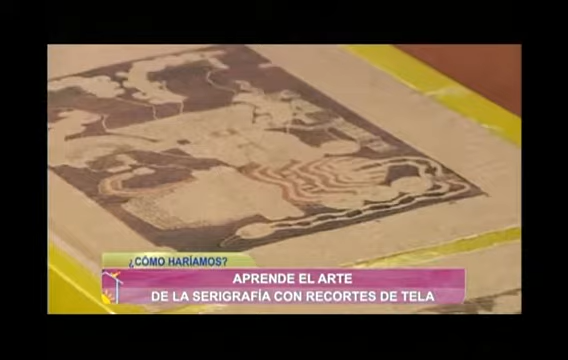 ¿CÓMO HARÍAMOS?
APRENDE EL ARTE
DE LA SERIGRAFÍA CON RECORTES DE TELA